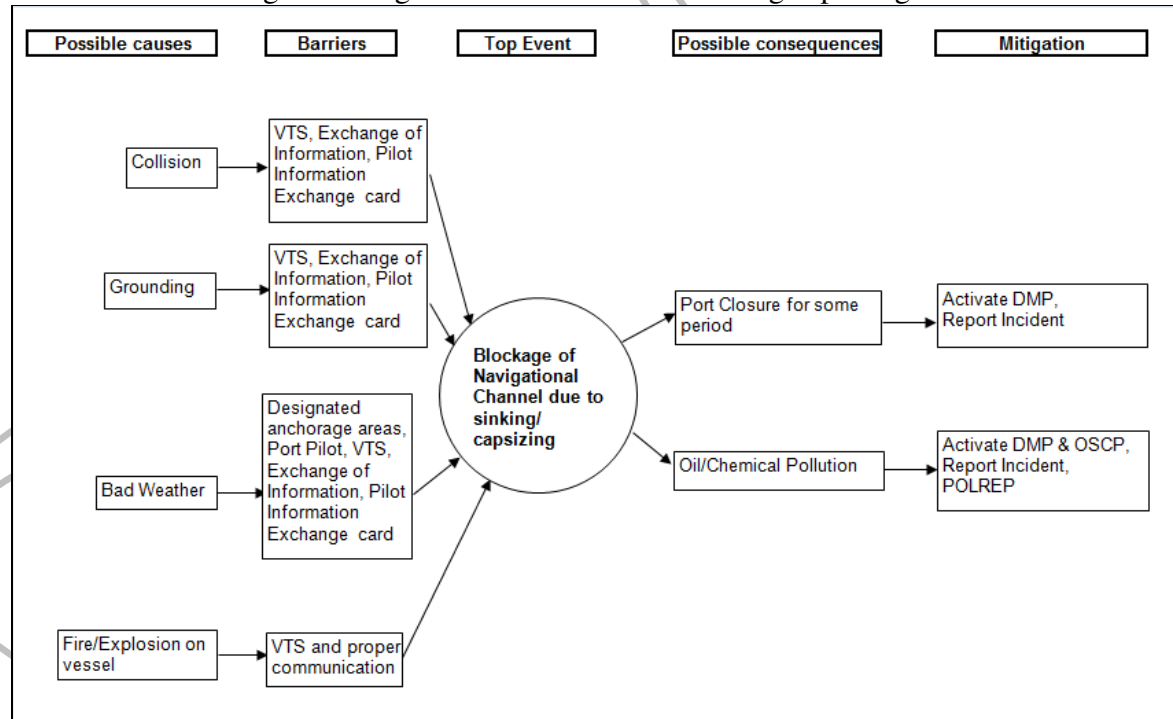 Possible causes
Barriers
Top Event
Possible consequences
Mitigation
Collision
VTS, Exchange of
Information, Pilot
Information
Exchange card
Grounding
VTS, Exchange of
Information, Pilot
Information
Exchange card
Bad Weather
Designated
anchorage areas,
Port Pilot, VTS,
Exchange of
Information, Pilot
Information
Exchange card
Fire/Explosion on
vessel
VTS and proper
communication
Blockage of
Navigational
Channel due to
sinking/
capsizing
Port Closure for some
period
Activate DMP,
Report Incident
Oil/Chemical Pollution
Activate DMP & OSCP,
Report Incident,
POLREP